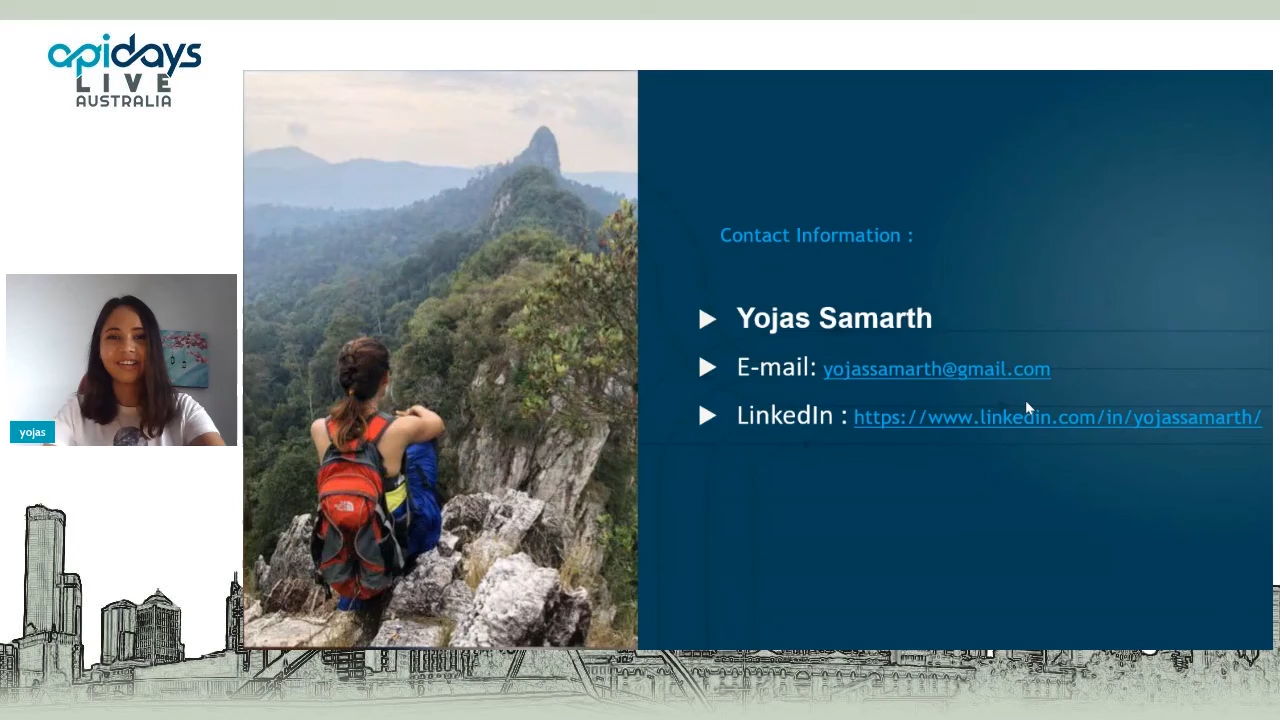 apidays
LIVE
AUSTRALIA
yojas
Contact Information :
Yojas Samarth
E-mail: yojassamarth@gmail.com
LinkedIn : https://www.linkedin.com/in/yojassamarth/